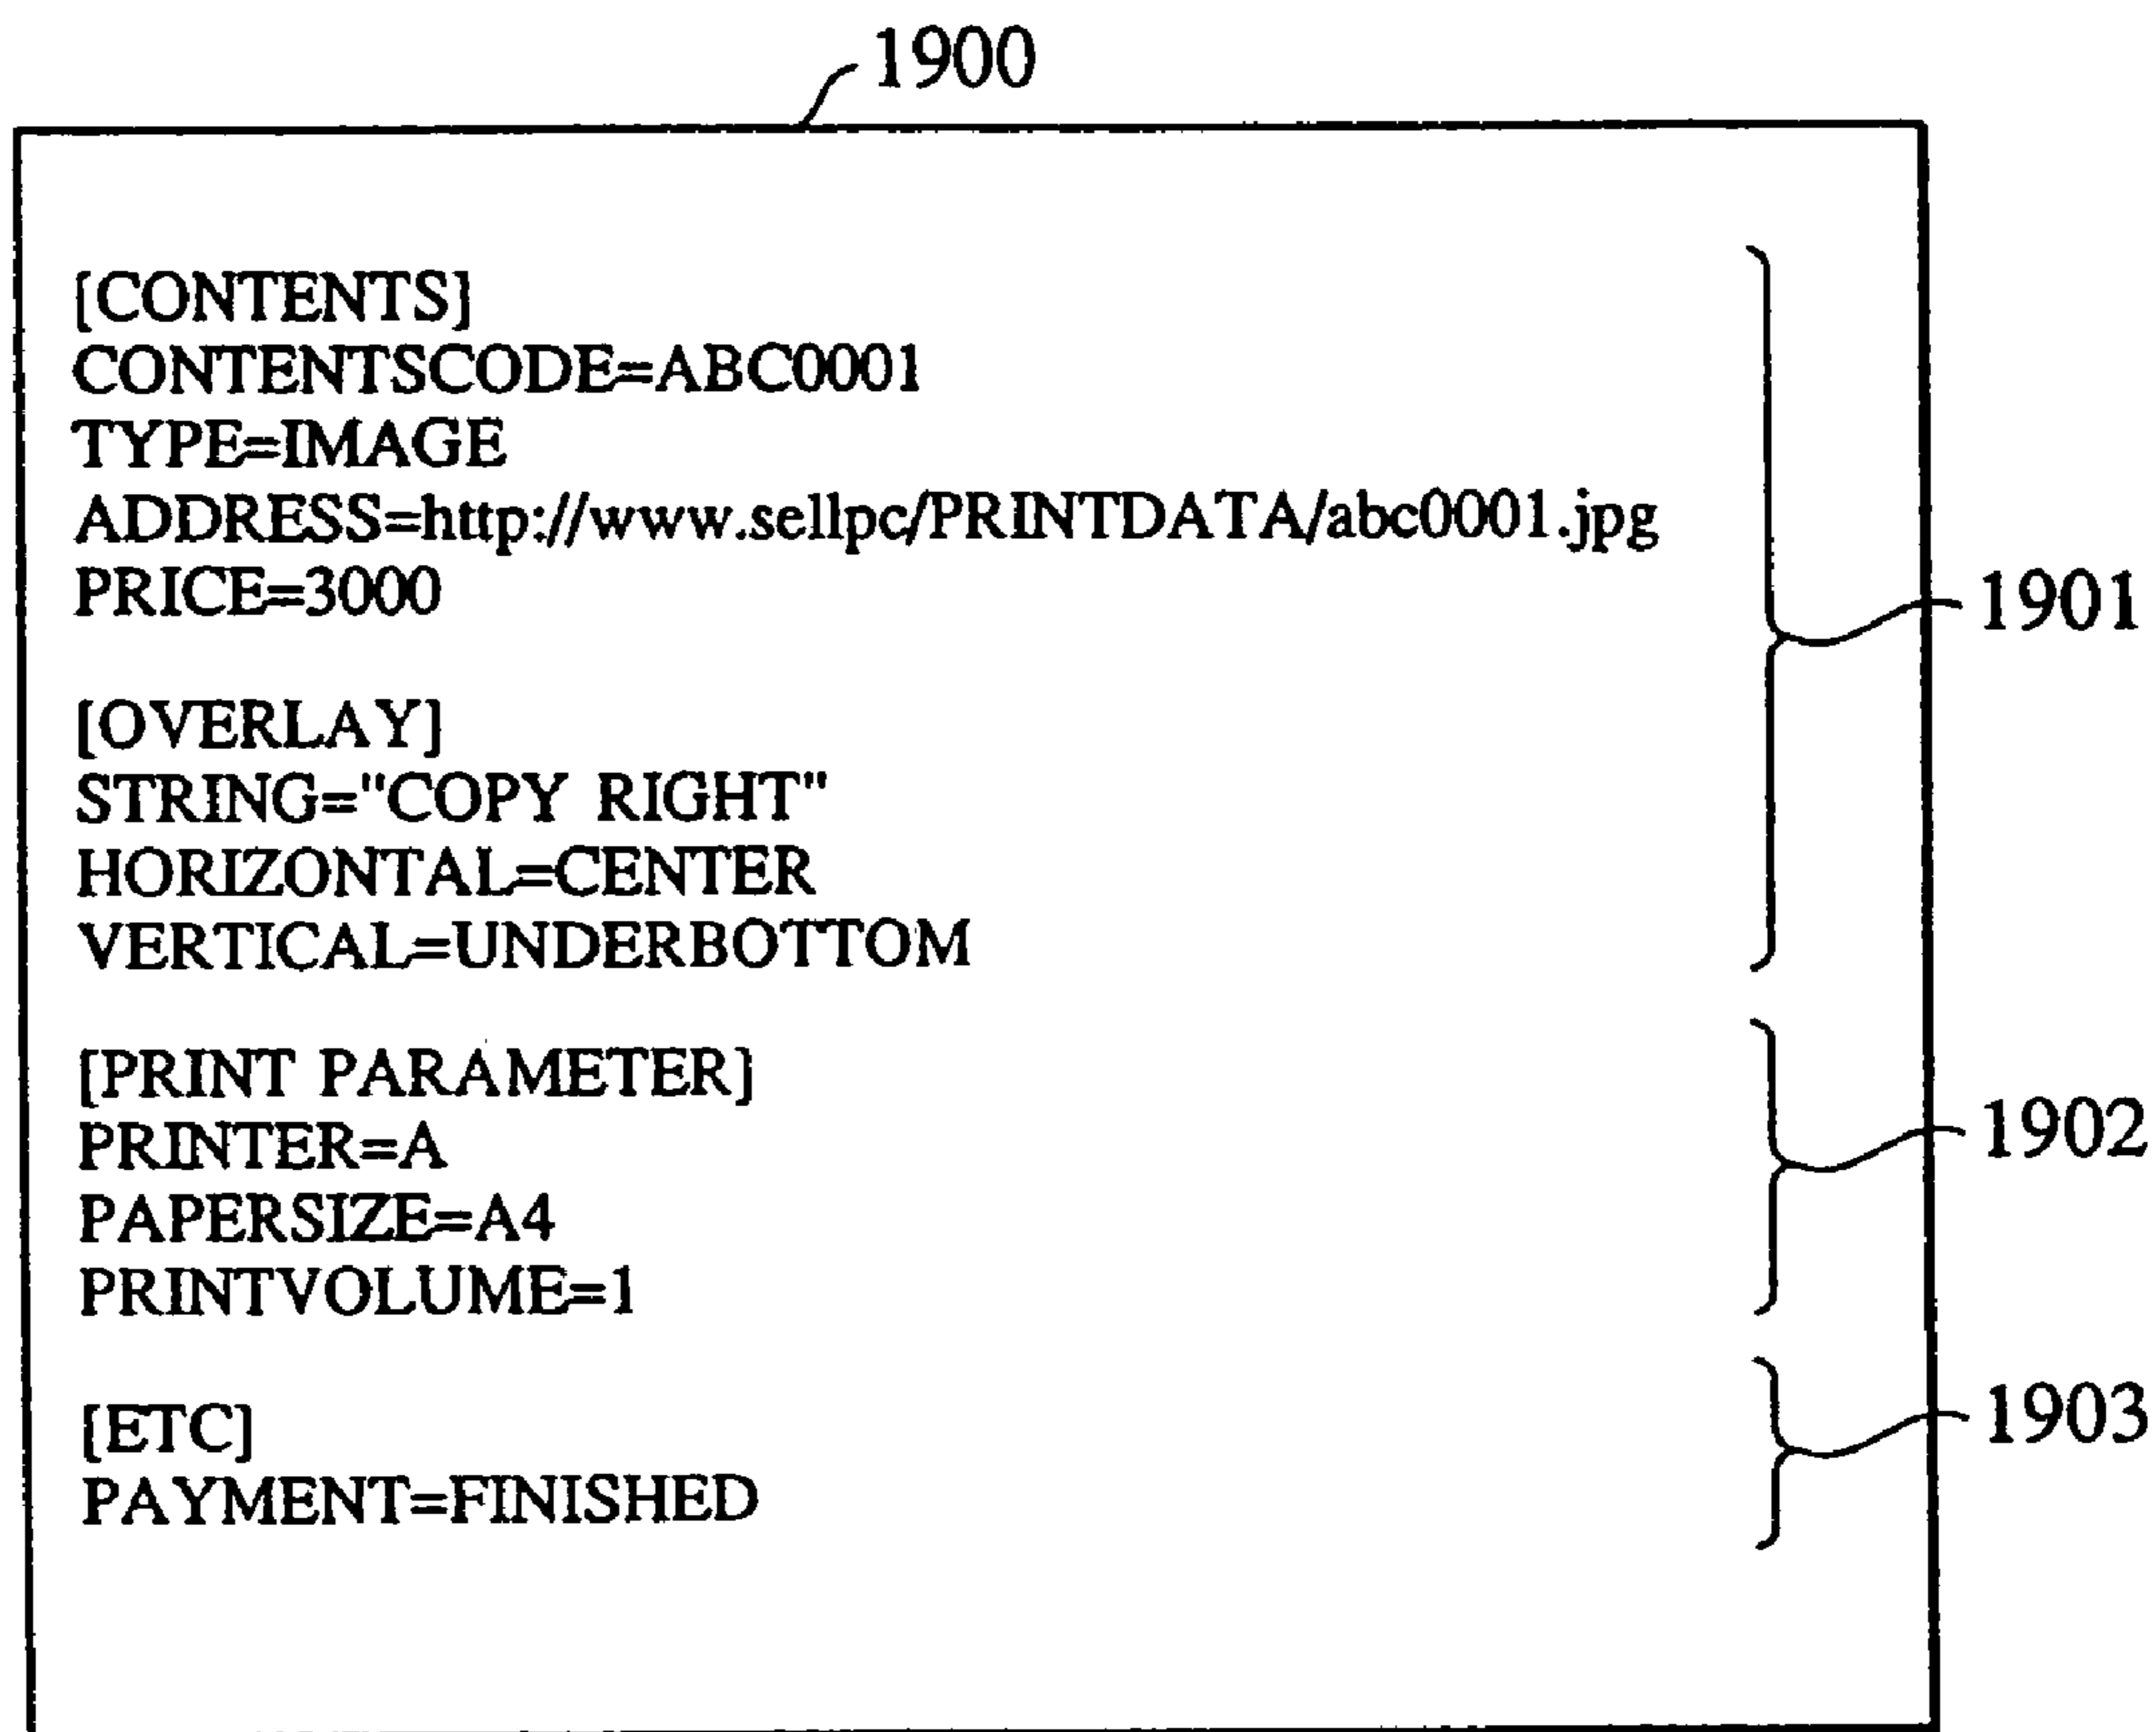 1900
[CONTENTS]
CONTENTSCODE=ABC0001
TYPE=IMAGE
ADDRESS=http://www.sellpc/PRINTDATA/abc0001.jpg
PRICE=3000
1901
[OVERLAY]
STRING="COPY RIGHT"
HORIZONTAL=CENTER
VERTICAL=UNDERBOTTOM
[PRINT PARAMETER]
PRINTER=A
1902
PAPERSIZE=A4
PRINTVOLUME=1
[ETC]
1903
PAYMENT=FINISHED